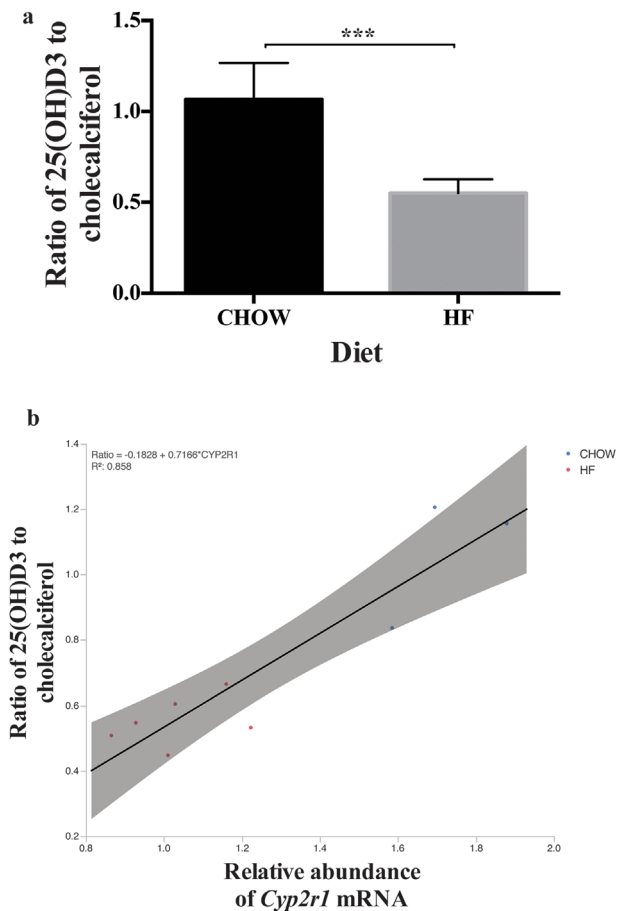 a
Ratio of 25(OH)D3 to
cholecalciferol
1.5
1.0
0.5
0.0
***
CHOW
HF
Diet
b
Ratio of 25(OH)D3 to
cholecalciferol
1.4
1.2
1.0
0.8
0.6
0.4
0.2
Ratio = -0.1828 + 0.7166*CYP2R1
R²: 0.858
CHOW
HF
0.8
1.0
1.2
1.4
1.6
1.8
2.0
Relative abundance
of Cyp2r1 mRNA